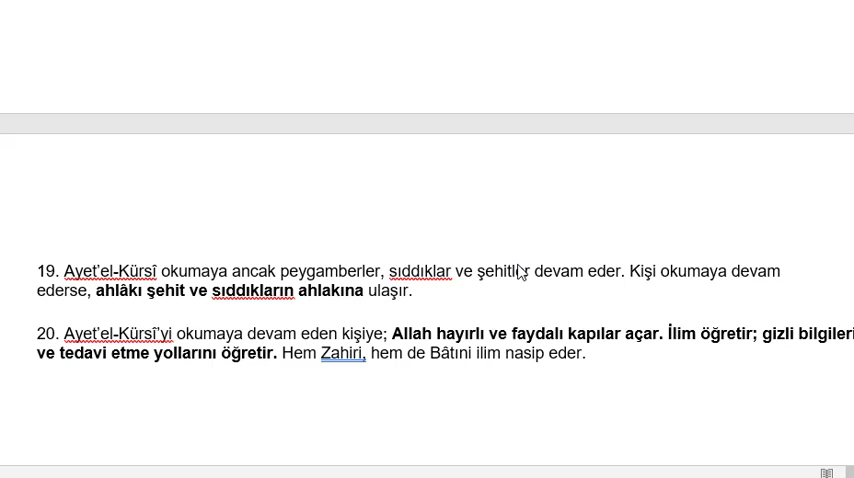 19. Ayet'el-Kürsî okumaya ancak peygamberler, sıddıklar ve şehitler devam eder. Kişi okumaya devam
ederse, ahlâkı şehit ve sıddıkların ahlakına ulaşır.
20. Ayet'el-Kürsî'yi okumaya devam eden kişiye; Allah hayırlı ve faydalı kapılar açar. İlim öğretir; gizli bilgileri
ve tedavi etme yollarını öğretir. Hem Zahiri, hem de Bâtıni ilim nasip eder.